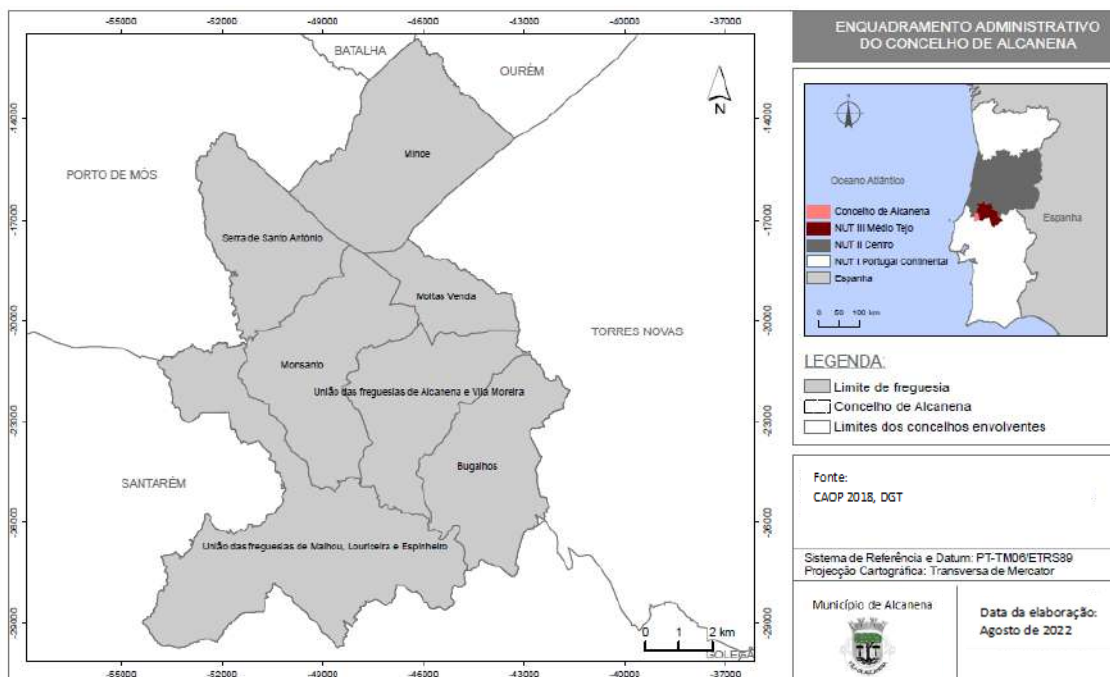 -55000 -52000 -49000 -46000 -43000 -40000 -37000
BATALHA
OURÉM
N
PORTO DE MÓS
Minde
Serra de Santo António
Moitas Venda
TORRES NOVAS
Monsanto
União das freguesias de Alcanena e Vila Moreira
Bugalhos
SANTARÉM
União das freguesias de Malhou, Louriceira e Espinheiro
GOLEGÃ
0 1 2 km
-14000
-17000
-20000
-23000
-26000
-29000
-14000
-17000
-20000
-23000
-26000
-29000
-55000 -52000 -49000 -46000 -43000 -40000 -37000
ENQUADRAMENTO ADMINISTRATIVO
DO CONCELHO DE ALCANENA
Oceano Atlântico
Espanha
Concelho de Alcanena
NUT III Médio Tejo
NUT II Centro
NUT I Portugal Continental
Espanha
0 50 100 km
LEGENDA:
Limite de freguesia
Concelho de Alcanena
Limites dos concelhos envolventes
Fonte:
CAOP 2018, DGT
Sistema de Referência e Datum: PT-TM06/ETRS89
Projecção Cartográfica: Transversa de Mercator
Município de Alcanena
Data da elaboração:
Agosto de 2022